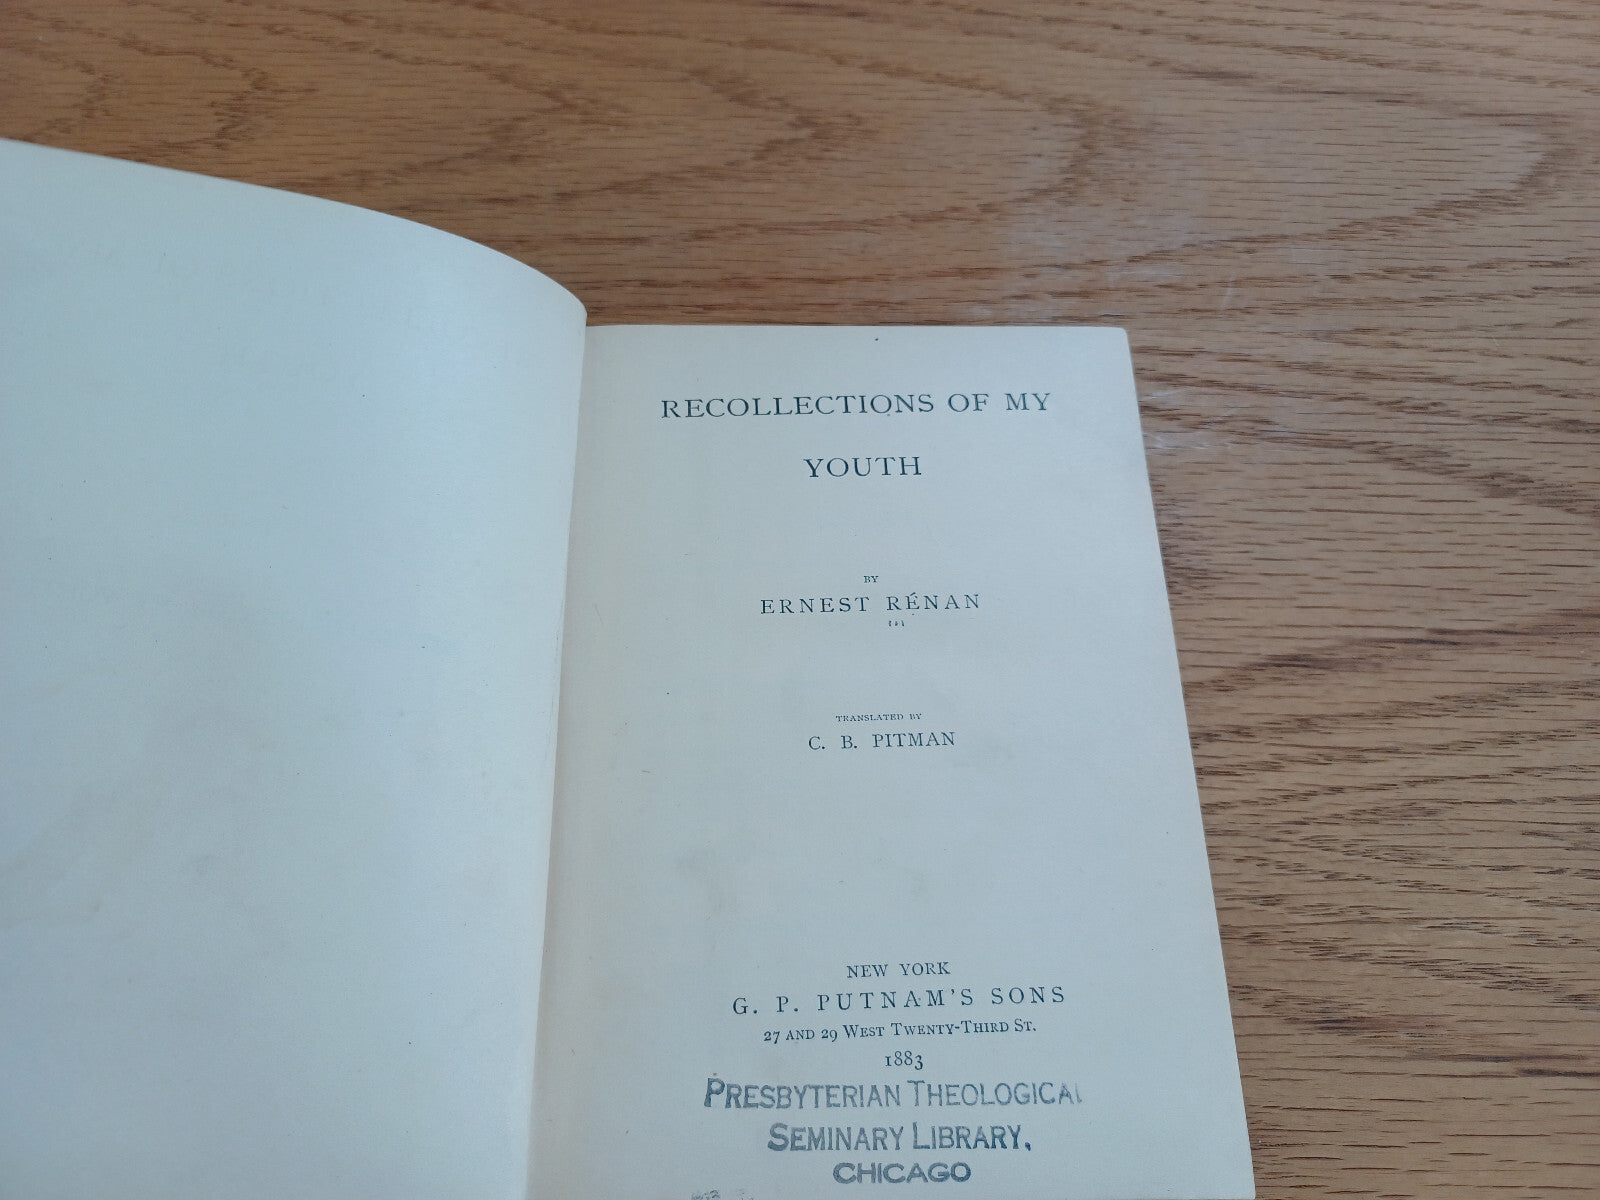 RECOLLECTIONS OF MY
YOUTH
BY
ERNEST RÉNAN
TRANSLATED BY
C. B. PITMAN
NEW YORK
G. P. PUTNAM'S SONS
27 AND 29 WEST TWENTY-THIRD ST.
1883
PRESBYTERIAN THEOLOGICAL
SEMINARY LIBRARY,
CHICAGO